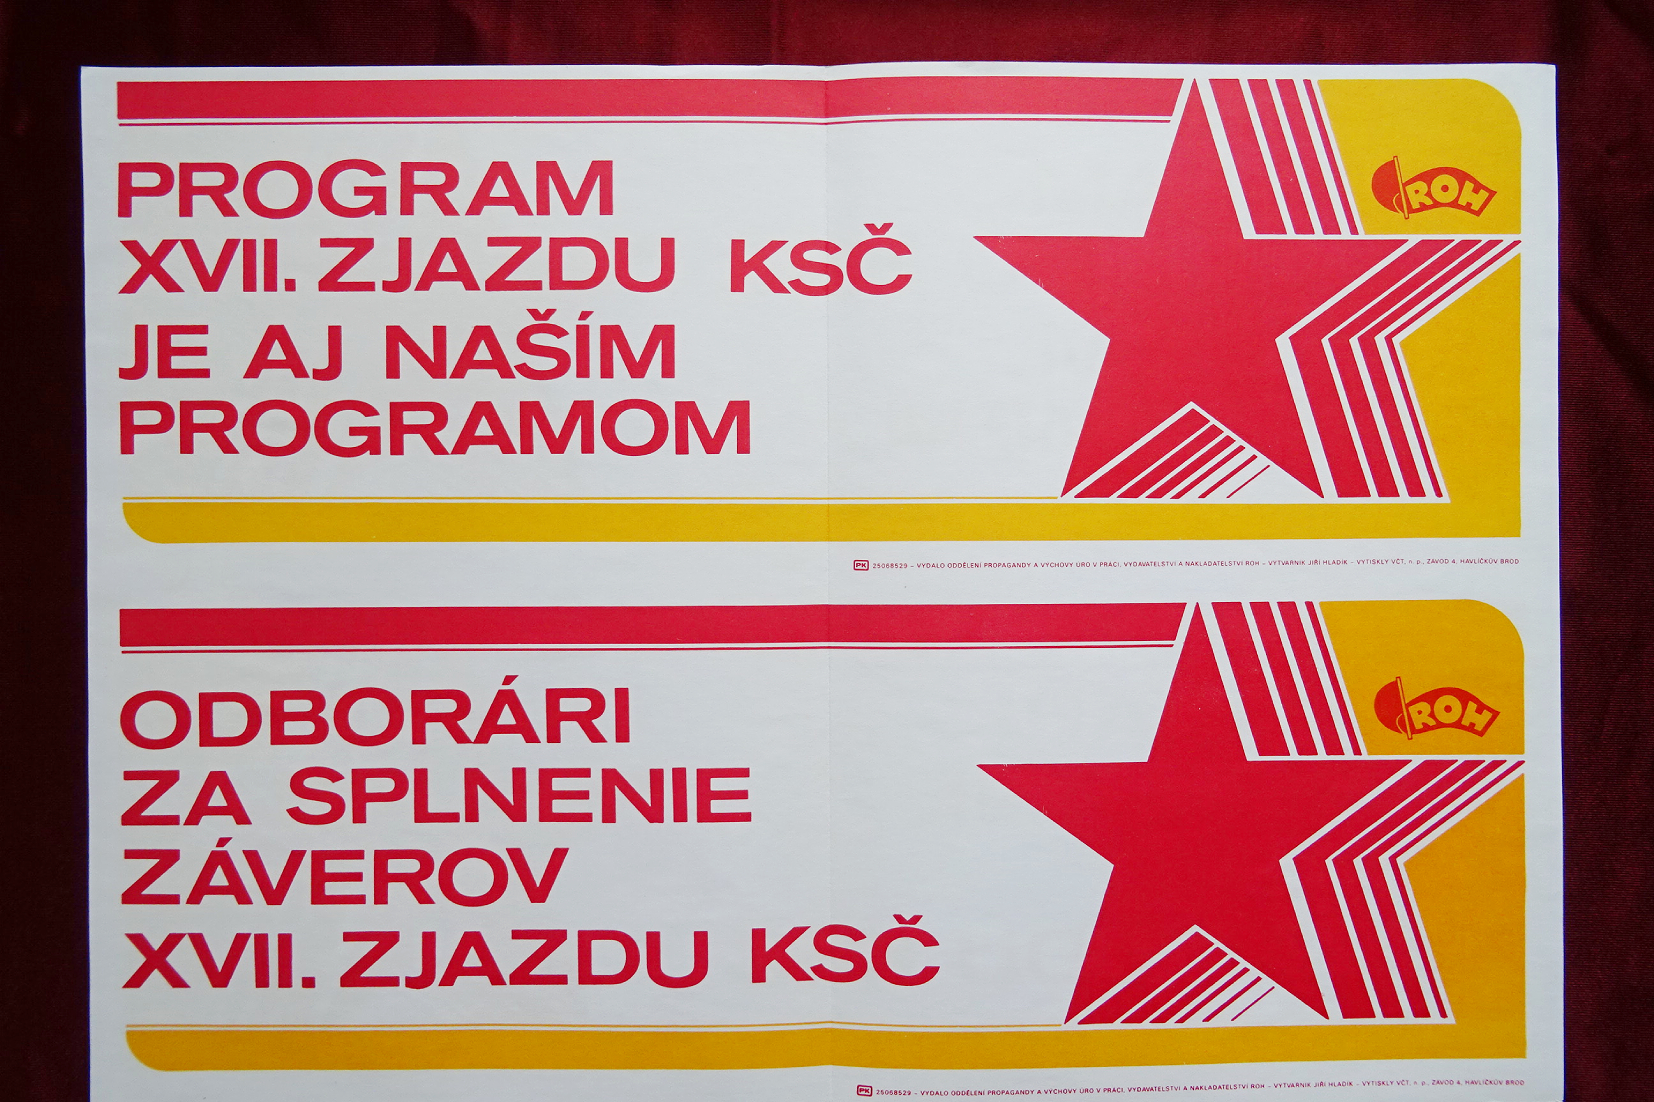 PROGRAM
XVII. ZJAZDU KSČ
JE AJ NAŠÍM
PROGRAMOM
ROH
PK 25068529 – VYDALO ODDĚLENÍ PROPAGANDY A VÝCHOVY ÚRO V PRÁCI, VYDAVATELSTVÍ A NAKLADATELSTVÍ ROH – VÝTVARNÍK JIŘÍ HLADÍK – VYTISKLY VČT, n. p., ZÁVOD 4, HAVLÍČKŮV BROD
ODBORÁRI
ZA SPLNENIE
ZÁVEROV
XVII. ZJAZDU KSČ
ROH
PK 25068529 – VYDALO ODDĚLENÍ PROPAGANDY A VÝCHOVY ÚRO V PRÁCI, VYDAVATELSTVÍ A NAKLADATELSTVÍ ROH – VÝTVARNÍK JIŘÍ HLADÍK – VYTISKLY VČT, n. p., ZÁVOD 4, HAVLÍČKŮV BROD